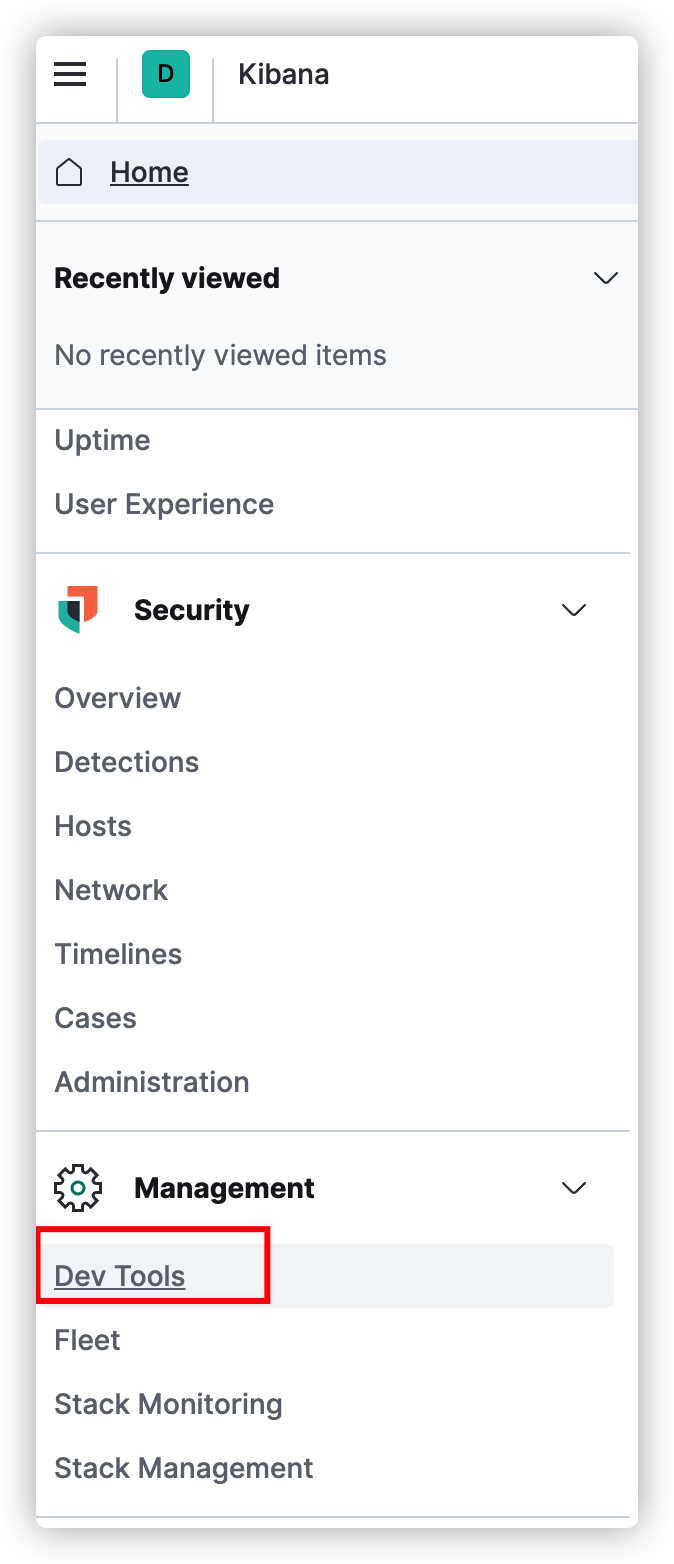 D Kibana
Home
Recently viewed
No recently viewed items
Uptime
User Experience
Security
Overview
Detections
Hosts
Network
Timelines
Cases
Administration
Management
Dev Tools
Fleet
Stack Monitoring
Stack Management